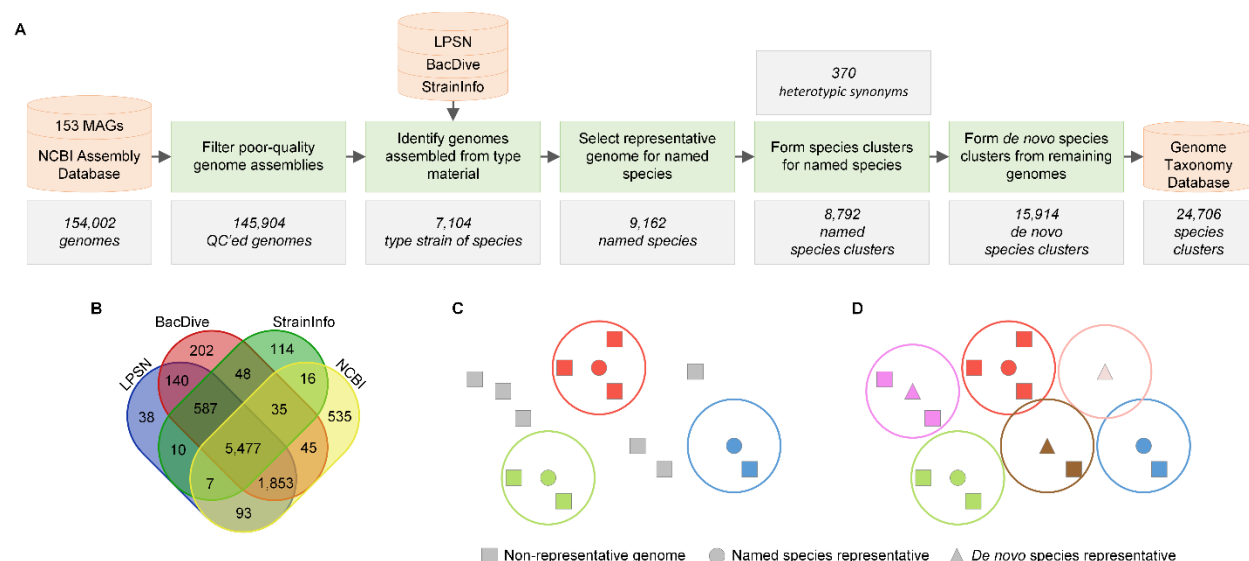 A
LPSN
BacDive
StrainInfo
370
heterotypic synonyms
153 MAGs
NCBI Assembly
Database
Filter poor-quality
genome assemblies
Identify genomes
assembled from type
material
Select representative
genome for named
species
Form species clusters
for named species
Form de novo species
clusters from remaining
genomes
Genome
Taxonomy
Database
154,002
genomes
145,904
QC'ed genomes
7,104
type strain of species
9,162
named species
8,792
named
species clusters
15,914
de novo
species clusters
24,706
species
clusters
B
BacDive
StrainInfo
LPSN
NCBI
202
114
140
48
16
38
587
35
535
10
5,477
45
7
1,853
93
C
D
Non-representative genome
Named species representative
De novo species representative